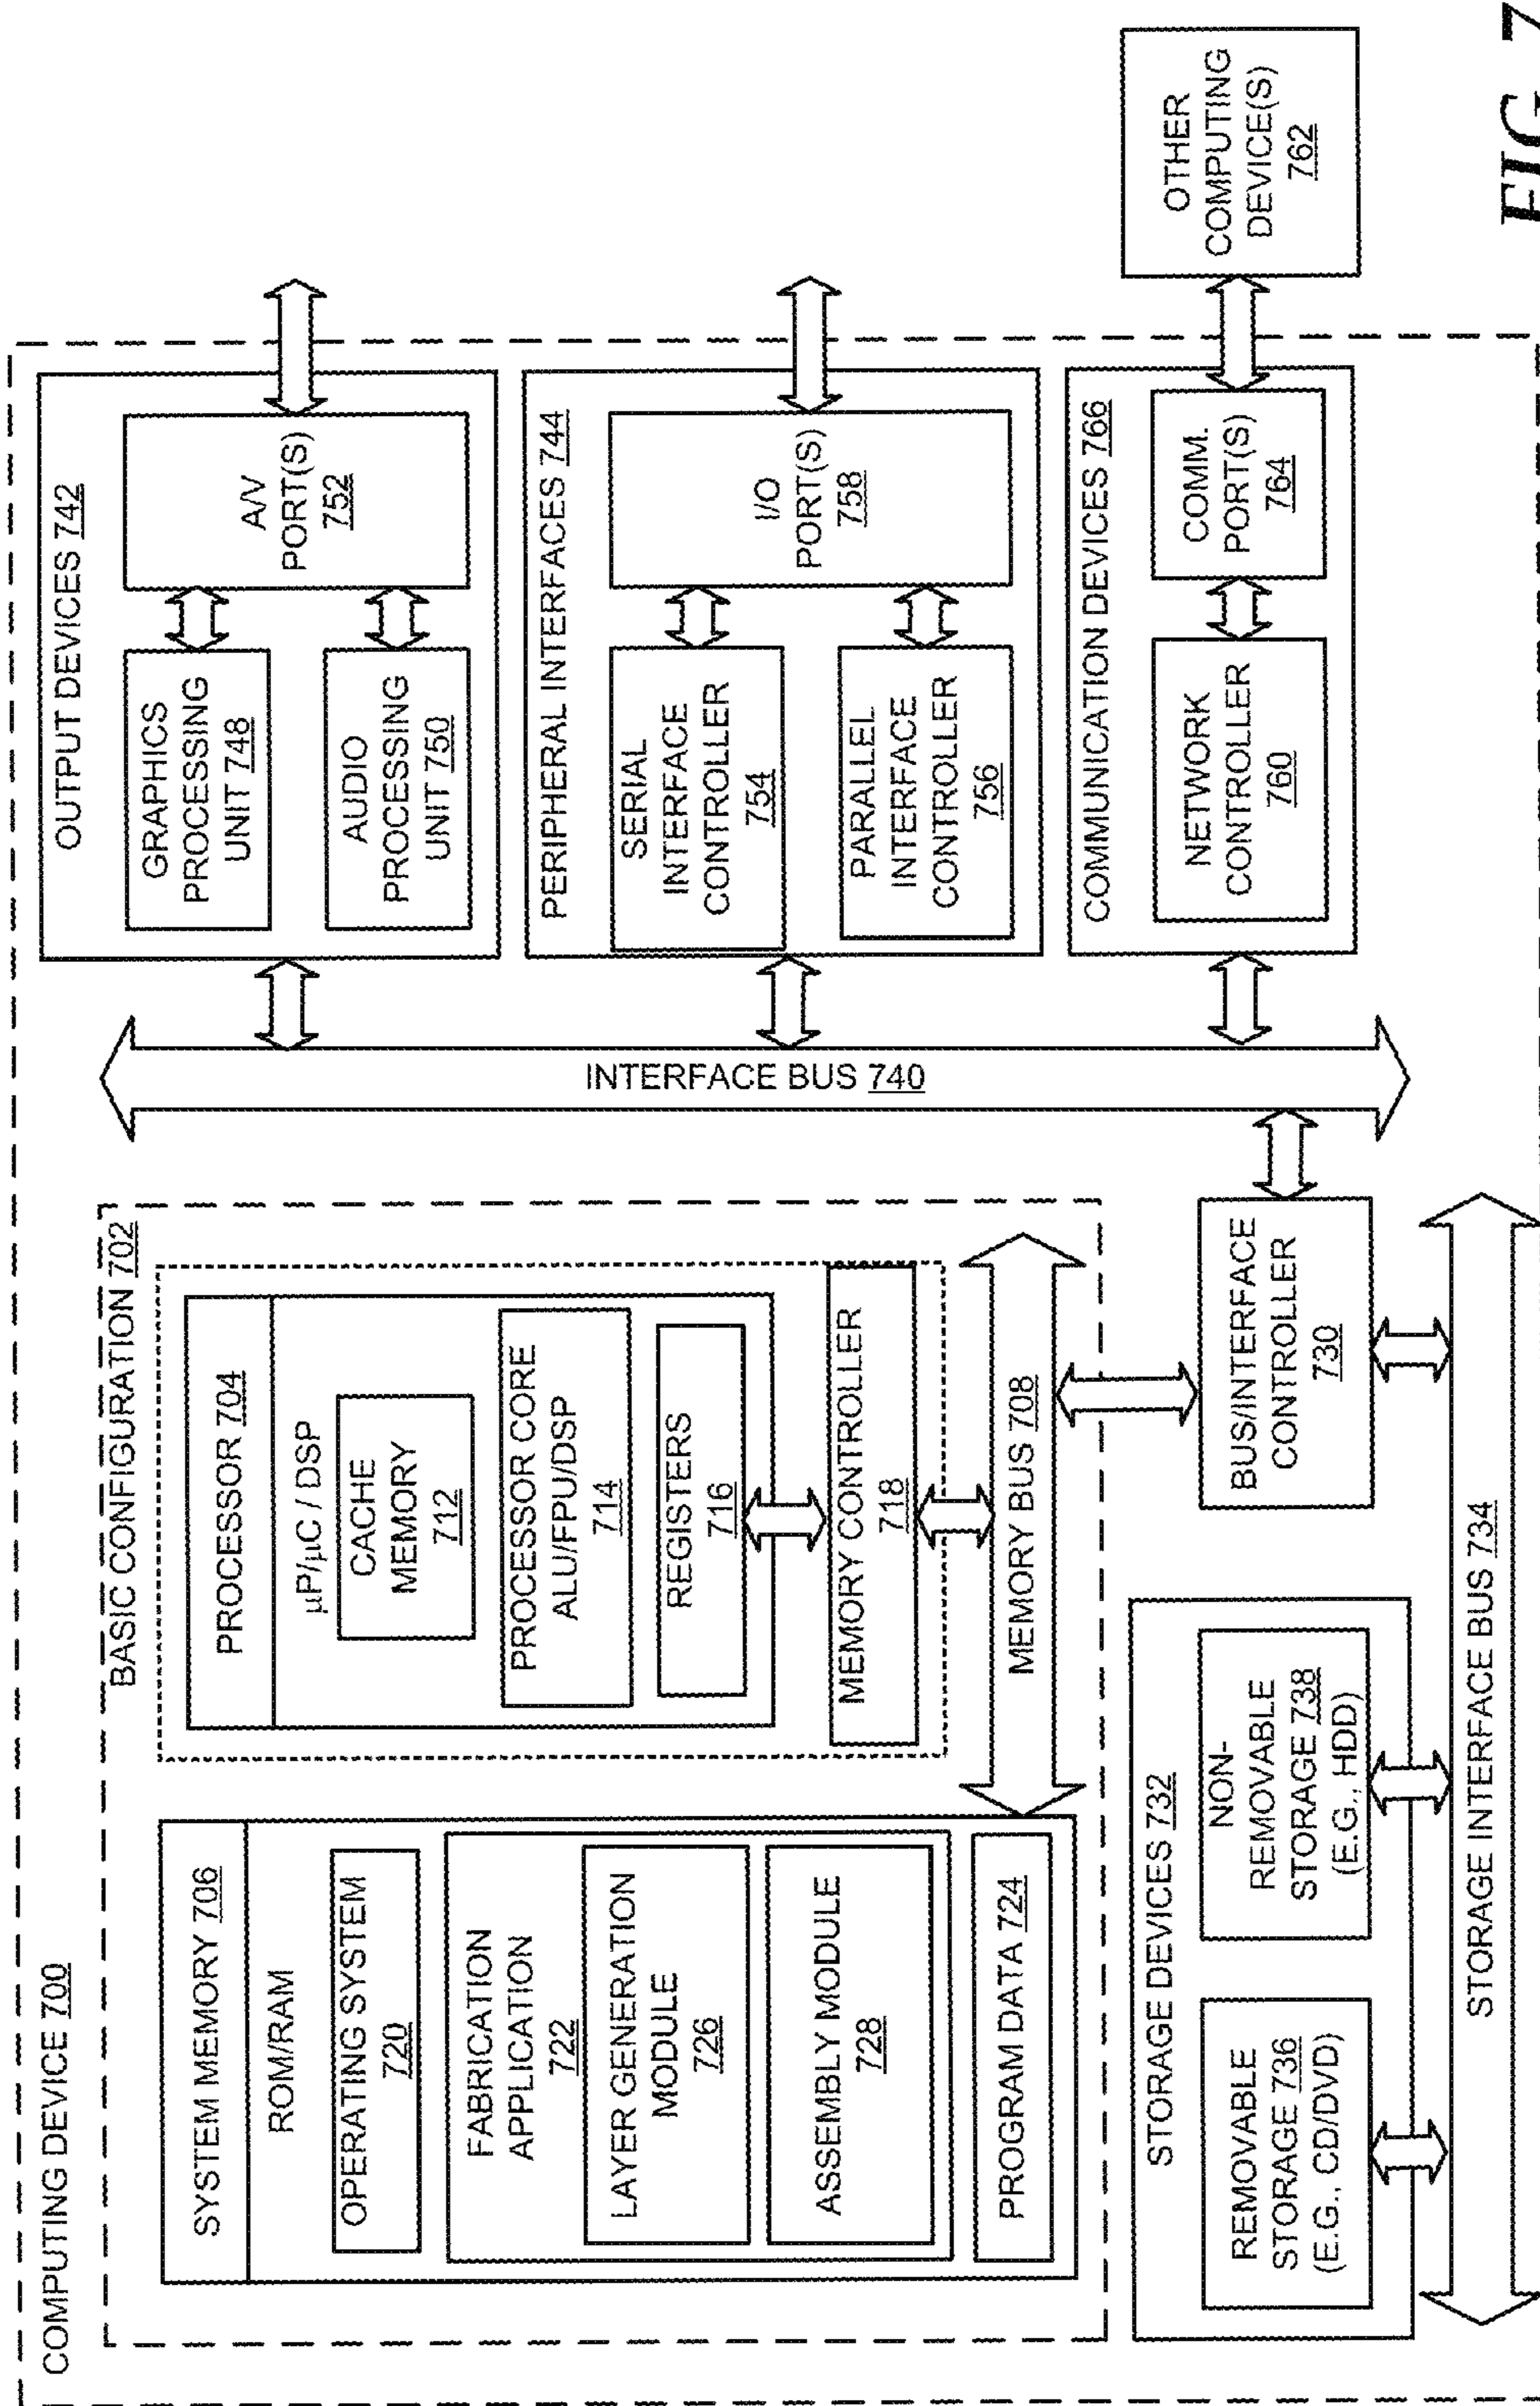 COMPUTING DEVICE 700
BASIC CONFIGURATION 702
SYSTEM MEMORY 706
ROM/RAM
OPERATING SYSTEM
720
FABRICATION
APPLICATION
722
LAYER GENERATION
MODULE
726
ASSEMBLY MODULE
728
PROGRAM DATA 724
PROCESSOR 704
µP/µC / DSP
CACHE
MEMORY
712
PROCESSOR CORE
ALU/FPU/DSP
714
REGISTERS
716
MEMORY CONTROLLER
718
MEMORY BUS 708
STORAGE DEVICES 732
REMOVABLE
STORAGE 736
(E.G., CD/DVD)
NON-
REMOVABLE
STORAGE 738
(E.G., HDD)
BUS/INTERFACE
CONTROLLER
730
STORAGE INTERFACE BUS 734
INTERFACE BUS 740
OUTPUT DEVICES 742
GRAPHICS
PROCESSING
UNIT 748
AUDIO
PROCESSING
UNIT 750
A/V
PORT(S)
752
PERIPHERAL INTERFACES 744
SERIAL
INTERFACE
CONTROLLER
754
PARALLEL
INTERFACE
CONTROLLER
756
I/O
PORT(S)
758
COMMUNICATION DEVICES 766
NETWORK
CONTROLLER
760
COMM.
PORT(S)
764
OTHER
COMPUTING
DEVICE(S)
762
FIG. 7